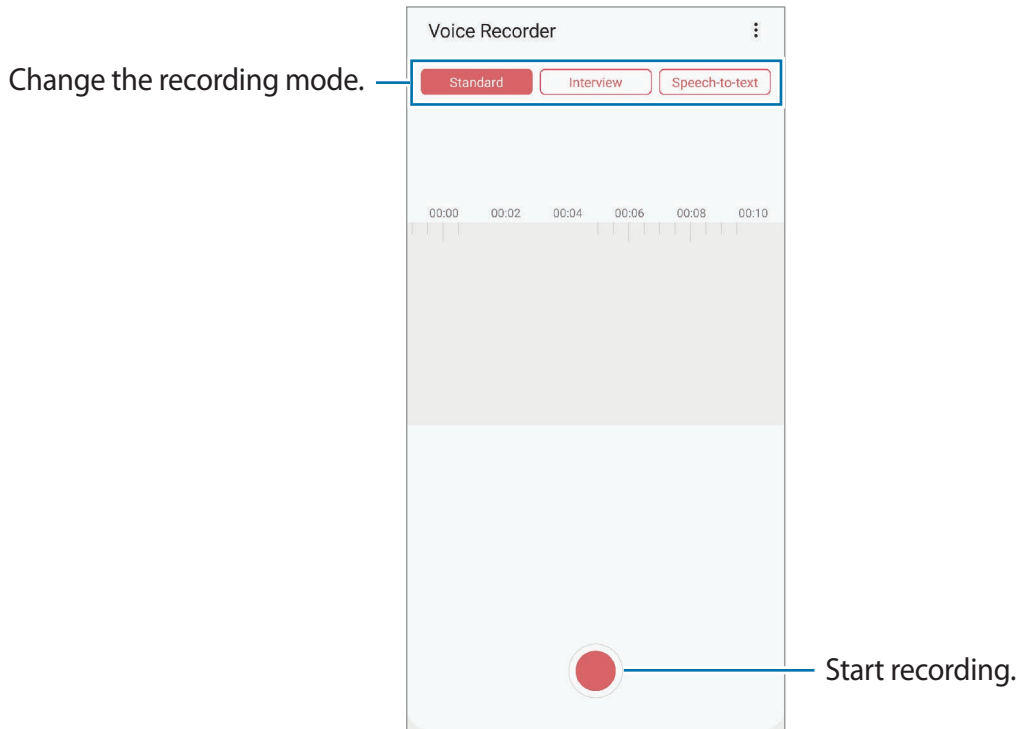 Voice Recorder
Change the recording mode.
Standard Interview Speech-to-text
00:00 00:02 00:04 00:06 00:08 00:10
Start recording.